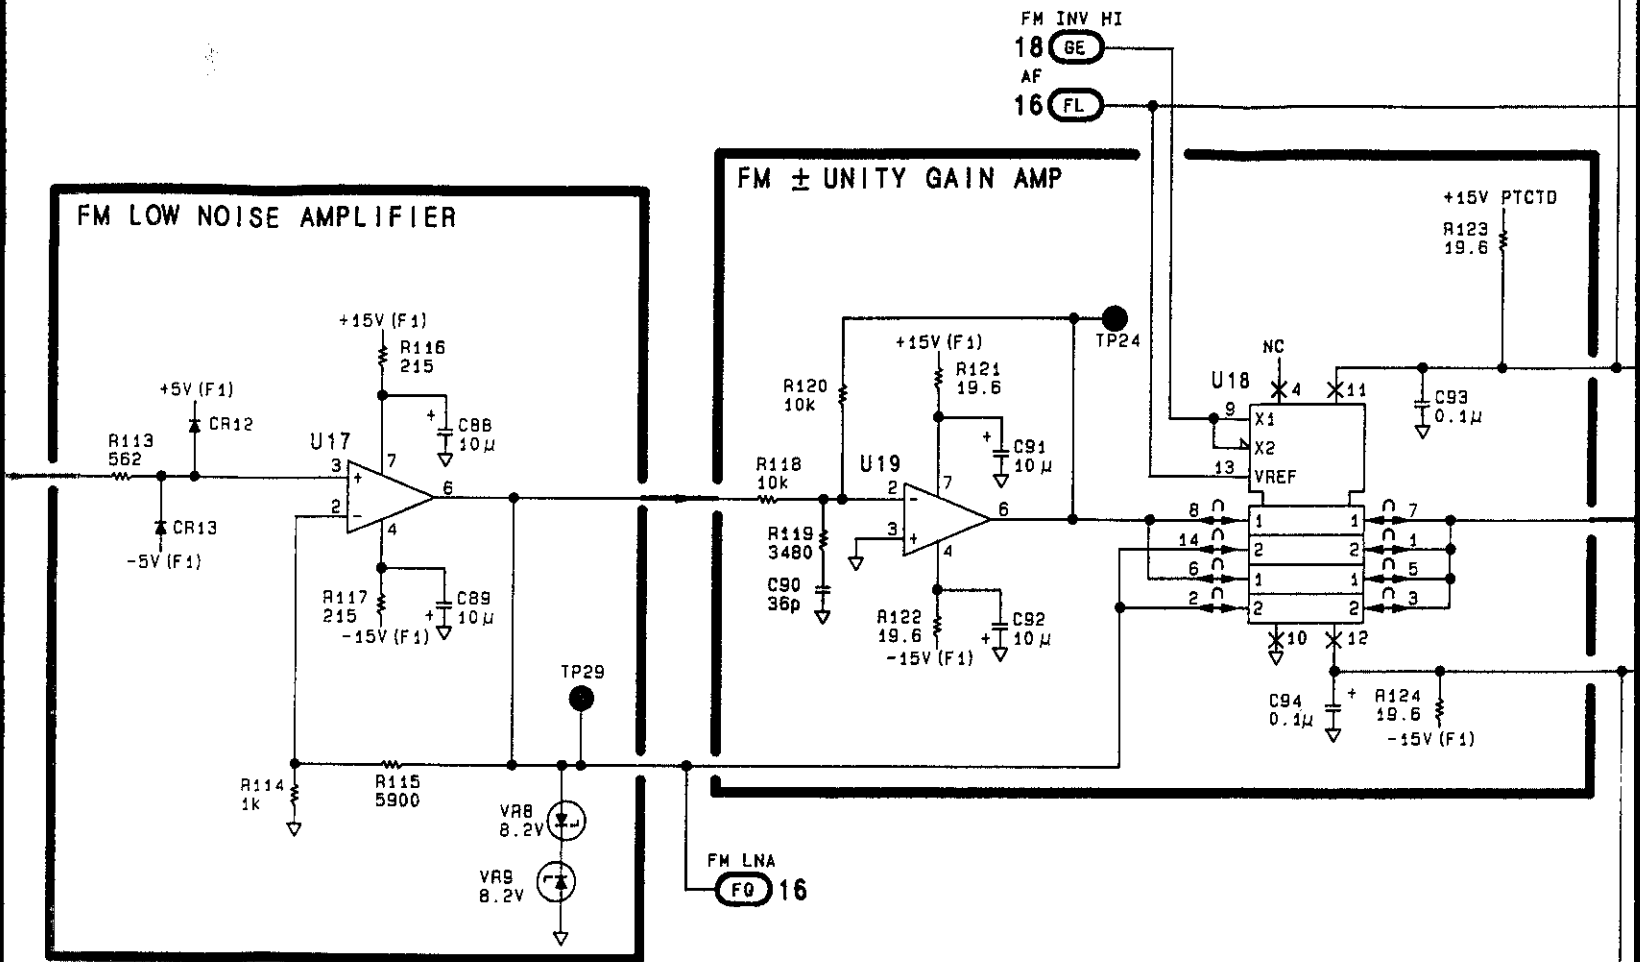 FM INV HI
18 GE
AF
16 FL
FM LOW NOISE AMPLIFIER
+15V (F1)
R116
215
+5V (F1)
CR12
C88
+
10µ
R113
562
U17
3
+
7
6
2
-
4
CR13
-5V (F1)
R117
215
-15V (F1)
C89
+
10µ
TP29
R114
1k
R115
5900
VR8
8.2V
VR9
8.2V
FM LNA
FQ 16
FM ± UNITY GAIN AMP
TP24
+15V (F1)
R121
19.6
R120
10k
C91
+
10µ
R118
10k
U19
2
-
7
6
3
+
4
R119
3480
C90
36p
R122
19.6
-15V (F1)
C92
+
10µ
+15V PTCTD
R123
19.6
NC
U18
4
11
C93
0.1µ
9
X1
X2
13
VREF
8
1
1
7
14
2
2
1
6
1
1
5
2
2
2
3
10
12
C94
0.1µ
+
R124
19.6
-15V (F1)